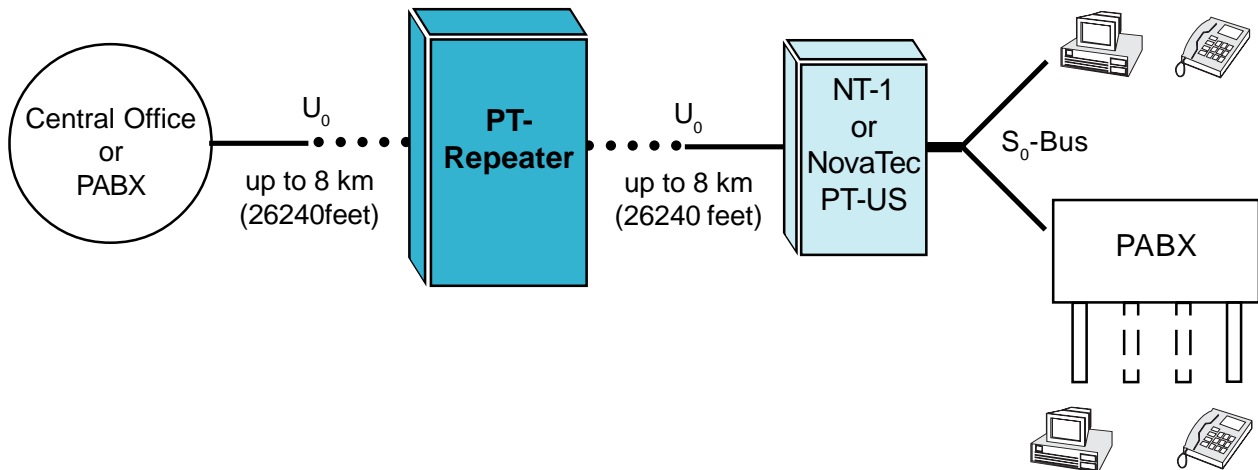 Central Office
or
PABX
U₀
up to 8 km
(26240feet)
PT-
Repeater
U₀
up to 8 km
(26240 feet)
NT-1
or
NovaTec
PT-US
S₀-Bus
PABX